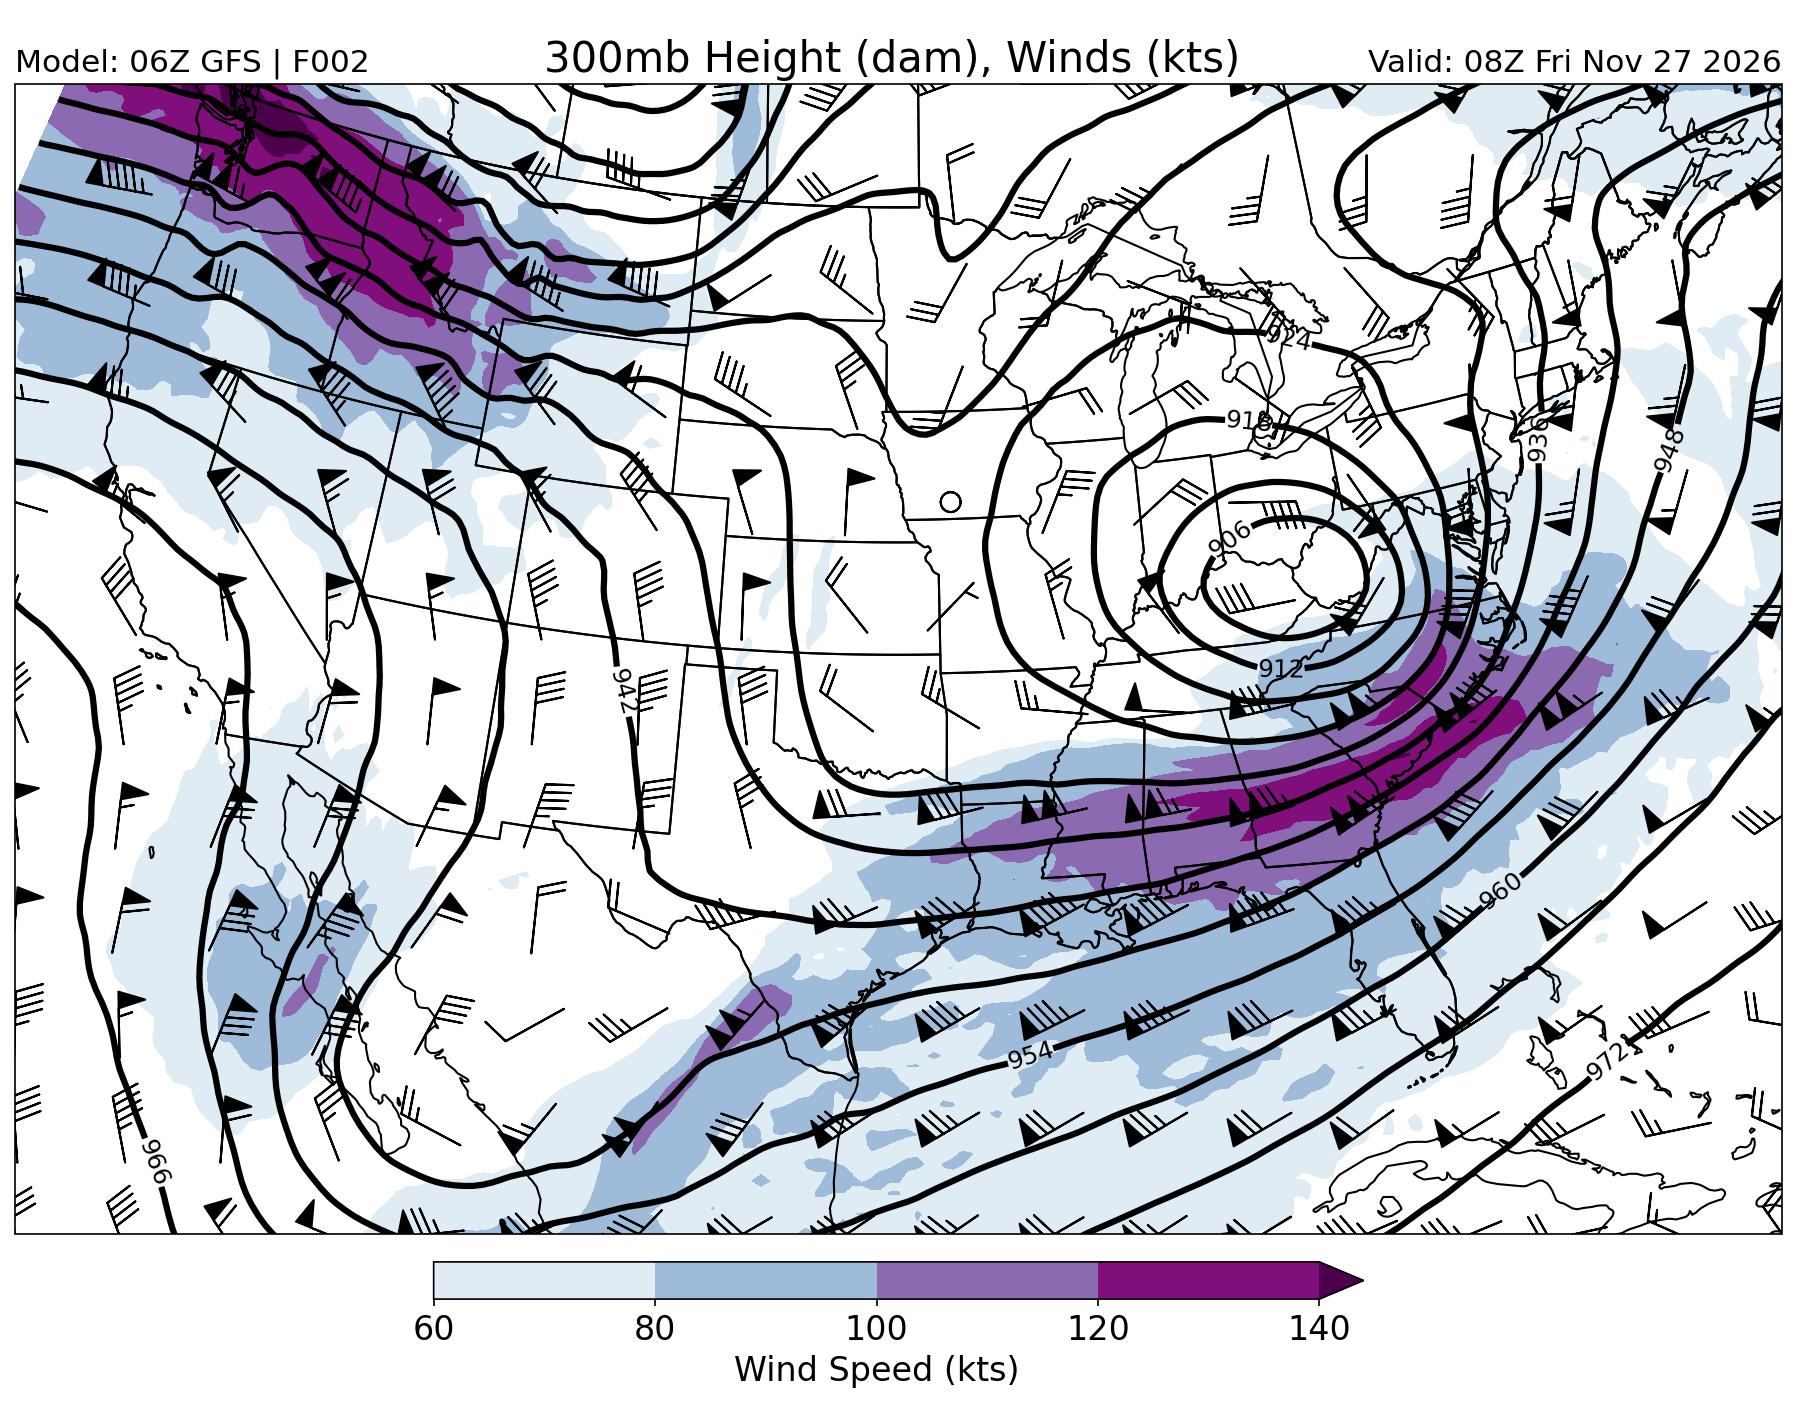 Model: 06Z GFS | F002
300mb Height (dam), Winds (kts)
Valid: 08Z Fri Nov 27 2026
924
918
936
948
906
912
942
960
954
972
966
60 80 100 120 140
Wind Speed (kts)